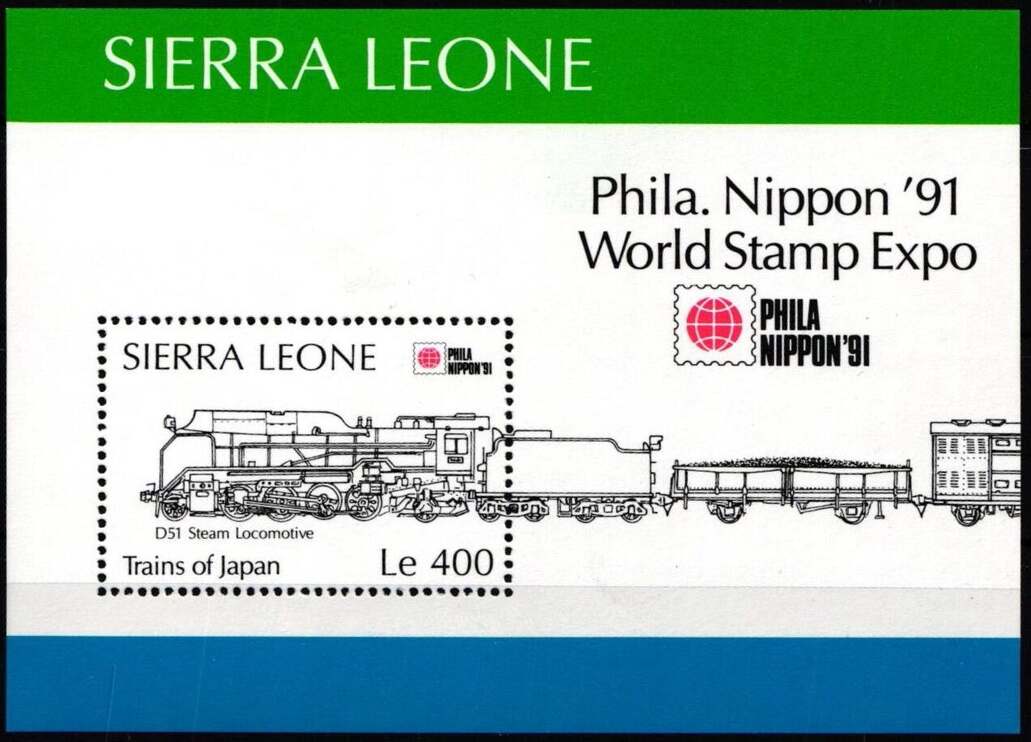 SIERRA LEONE
Phila. Nippon '91
World Stamp Expo
PHILA
NIPPON'91
SIERRA LEONE
PHILA
NIPPON'91
D51 Steam Locomotive
Trains of Japan
Le 400